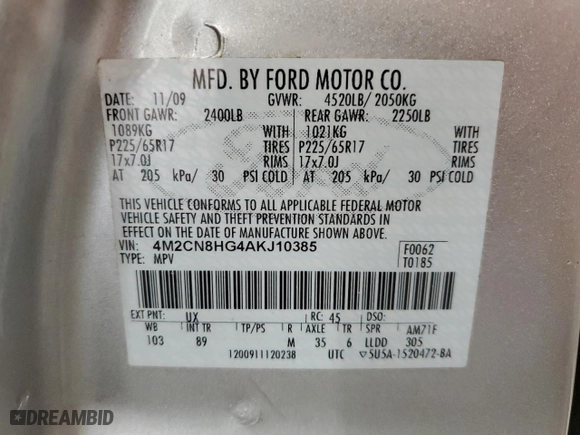 MFD. BY FORD MOTOR CO.
DATE: 11/09 GVWR: 4520LB/ 2050KG
FRONT GAWR: 2400LB REAR GAWR: 2250LB
1089KG WITH 1021KG WITH
P225/65R17 TIRES P225/65R17 TIRES
17x7.0J RIMS 17x7.0J RIMS
AT 205 kPa/ 30 PSI COLD AT 205 kPa/ 30 PSI COLD
THIS VEHICLE CONFORMS TO ALL APPLICABLE FEDERAL MOTOR
VEHICLE SAFETY AND THEFT PREVENTION STANDARDS IN
EFFECT ON THE DATE OF MANUFACTURE SHOWN ABOVE.
VIN: 4M2CN8HG4AKJ10385 F0062
TYPE: MPV T0185
EXT PNT: UX RC: 45 DSO:
WB INT TR TP/PS R AXLE TR SPR AM71F
103 89 M 35 6 LLDD 305
1200911120238 UTC ▽5U5A-1520472-BA
DREAMBID